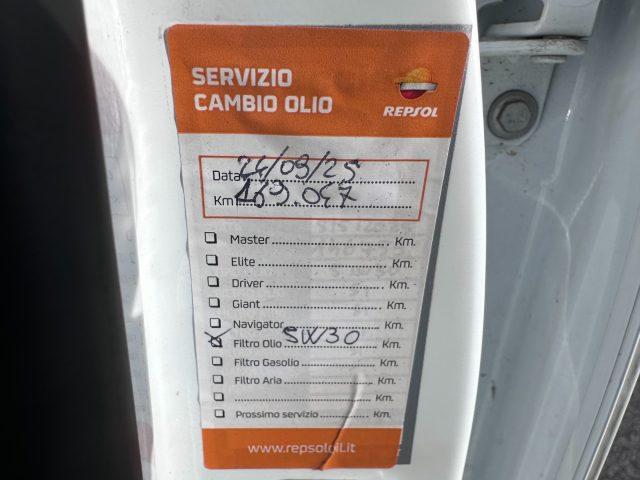 SERVIZIO
CAMBIO OLIO
REPSOL
Data 24/09/25
Km 169.047
Master Km.
Elite Km.
Driver Km.
Giant Km.
Navigator Km.
Filtro Olio 5W30 Km.
Filtro Gasolio Km.
Filtro Aria Km.
Km.
Prossimo servizio Km.
www.repsoloil.it